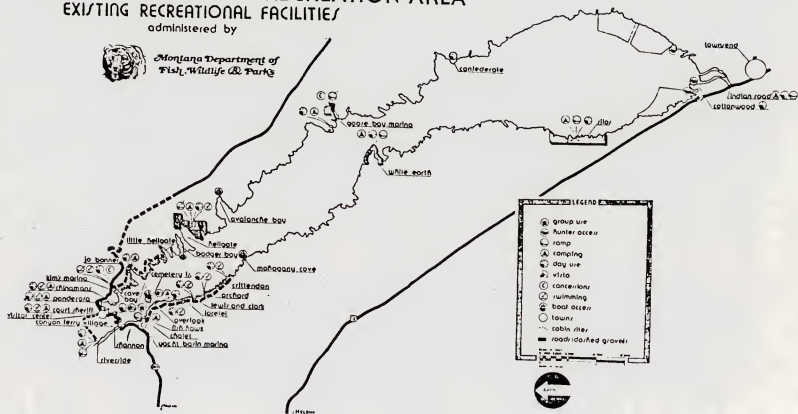 RECREATION AREA
EXISTING RECREATIONAL FACILITIES
administered by
Montana Department of
Fish, Wildlife & Parks
townsend
confederate
indian road
cottonwood
silos
goose bay marina
white earth
avalanche bay
little hellgate
hellgate
badger bay
mahogany cove
jo bonner
kim's marina
chinamans
ponderosa
court sheriff
visitor center
canyon ferry village
cave bay
cemetery is.
crittendon
orchard
lewis and clark
lorelei
overlook
fish hawk
chalet
yacht basin marina
shannon
riverside
HELENA
LEGEND
group use
hunter access
ramp
camping
day use
vista
concessions
swimming
boat access
towns
cabin sites
roads (dashed gravel)